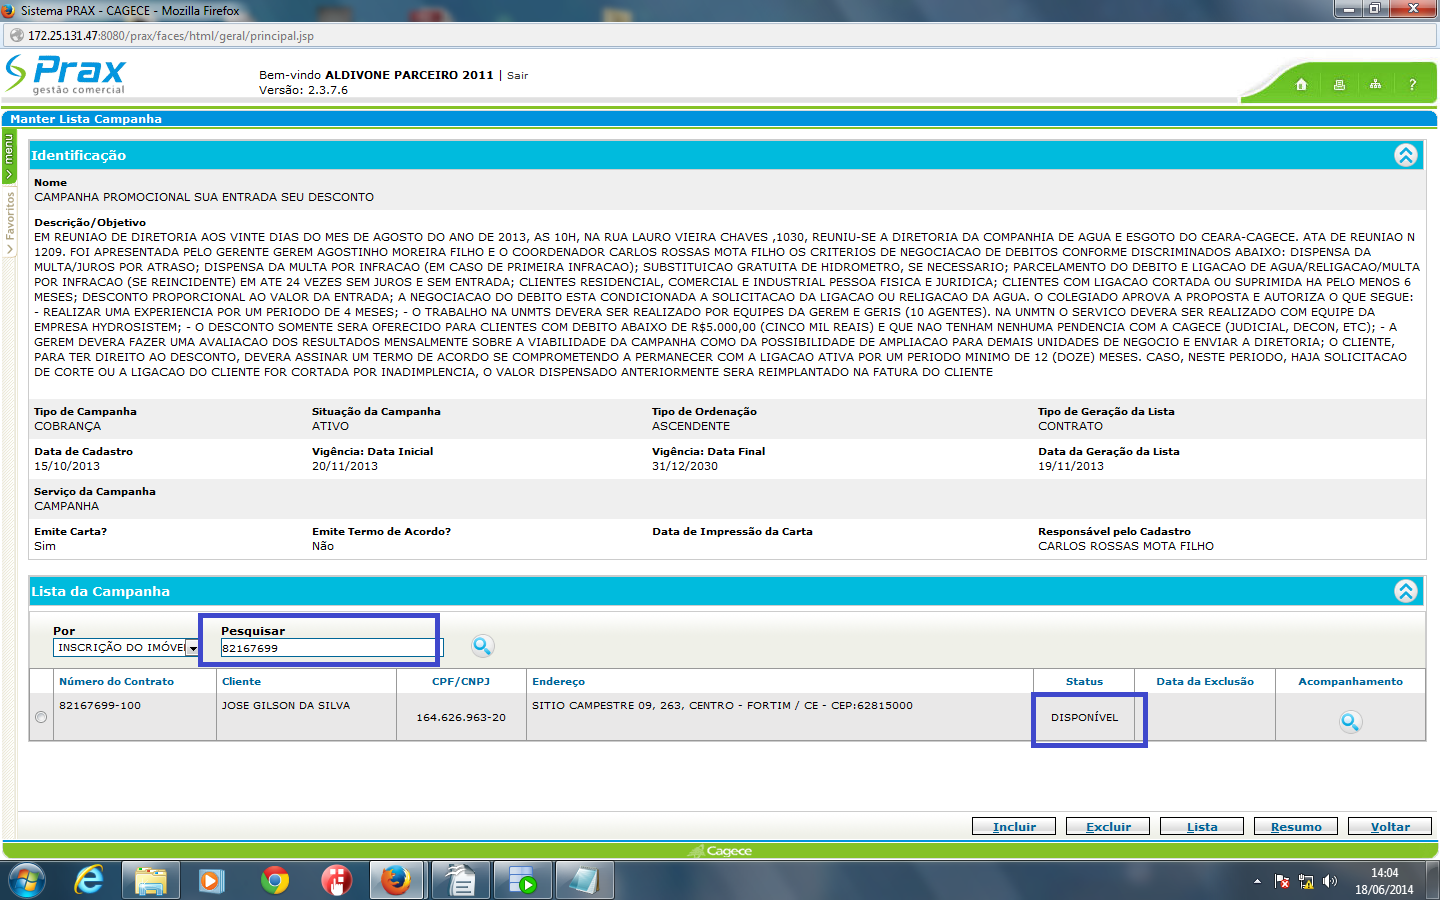 Sistema PRAX - CAGECE - Mozilla Firefox
172.25.131.47:8080/prax/faces/html/geral/principal.jsp
Prax
gestão comercial
Bem-vindo ALDIVONE PARCEIRO 2011 | Sair
Versão: 2.3.7.6
?
Manter Lista Campanha
menu
Favoritos
Identificação
Nome
CAMPANHA PROMOCIONAL SUA ENTRADA SEU DESCONTO
Descrição/Objetivo
EM REUNIAO DE DIRETORIA AOS VINTE DIAS DO MES DE AGOSTO DO ANO DE 2013, AS 10H, NA RUA LAURO VIEIRA CHAVES ,1030, REUNIU-SE A DIRETORIA DA COMPANHIA DE AGUA E ESGOTO DO CEARA-CAGECE. ATA DE REUNIAO N
1209. FOI APRESENTADA PELO GERENTE GEREM AGOSTINHO MOREIRA FILHO E O COORDENADOR CARLOS ROSSAS MOTA FILHO OS CRITERIOS DE NEGOCIACAO DE DEBITOS CONFORME DISCRIMINADOS ABAIXO: DISPENSA DA
MULTA/JUROS POR ATRASO; DISPENSA DA MULTA POR INFRACAO (EM CASO DE PRIMEIRA INFRACAO); SUBSTITUICAO GRATUITA DE HIDROMETRO, SE NECESSARIO; PARCELAMENTO DO DEBITO E LIGACAO DE AGUA/RELIGACAO/MULTA
POR INFRACAO (SE REINCIDENTE) EM ATE 24 VEZES SEM JUROS E SEM ENTRADA; CLIENTES RESIDENCIAL, COMERCIAL E INDUSTRIAL PESSOA FISICA E JURIDICA; CLIENTES COM LIGACAO CORTADA OU SUPRIMIDA HA PELO MENOS 6
MESES; DESCONTO PROPORCIONAL AO VALOR DA ENTRADA; A NEGOCIACAO DO DEBITO ESTA CONDICIONADA A SOLICITACAO DA LIGACAO OU RELIGACAO DA AGUA. O COLEGIADO APROVA A PROPOSTA E AUTORIZA O QUE SEGUE:
- REALIZAR UMA EXPERIENCIA POR UM PERIODO DE 4 MESES; - O TRABALHO NA UNMTS DEVERA SER REALIZADO POR EQUIPES DA GEREM E GERIS (10 AGENTES). NA UNMTN O SERVICO DEVERA SER REALIZADO COM EQUIPE DA
EMPRESA HYDROSISTEM; - O DESCONTO SOMENTE SERA OFERECIDO PARA CLIENTES COM DEBITO ABAIXO DE R$5.000,00 (CINCO MIL REAIS) E QUE NAO TENHAM NENHUMA PENDENCIA COM A CAGECE (JUDICIAL, DECON, ETC); - A
GEREM DEVERA FAZER UMA AVALIACAO DOS RESULTADOS MENSALMENTE SOBRE A VIABILIDADE DA CAMPANHA COMO DA POSSIBILIDADE DE AMPLIACAO PARA DEMAIS UNIDADES DE NEGOCIO E ENVIAR A DIRETORIA; O CLIENTE,
PARA TER DIREITO AO DESCONTO, DEVERA ASSINAR UM TERMO DE ACORDO SE COMPROMETENDO A PERMANECER COM A LIGACAO ATIVA POR UM PERIODO MINIMO DE 12 (DOZE) MESES. CASO, NESTE PERIODO, HAJA SOLICITACAO
DE CORTE OU A LIGACAO DO CLIENTE FOR CORTADA POR INADIMPLENCIA, O VALOR DISPENSADO ANTERIORMENTE SERA REIMPLANTADO NA FATURA DO CLIENTE
Tipo de Campanha Situação da Campanha Tipo de Ordenação Tipo de Geração da Lista
COBRANÇA ATIVO ASCENDENTE CONTRATO
Data de Cadastro Vigência: Data Inicial Vigência: Data Final Data da Geração da Lista
15/10/2013 20/11/2013 31/12/2030 19/11/2013
Serviço da Campanha
CAMPANHA
Emite Carta? Emite Termo de Acordo? Data de Impressão da Carta Responsável pelo Cadastro
Sim Não CARLOS ROSSAS MOTA FILHO
Lista da Campanha
Por Pesquisar
INSCRIÇÃO DO IMÓVE 82167699
Número do Contrato Cliente CPF/CNPJ Endereço Status Data da Exclusão Acompanhamento
82167699-100 JOSE GILSON DA SILVA 164.626.963-20 SITIO CAMPESTRE 09, 263, CENTRO - FORTIM / CE - CEP:62815000 DISPONÍVEL
Incluir Excluir Lista Resumo Voltar
Cagece
14:04
18/06/2014